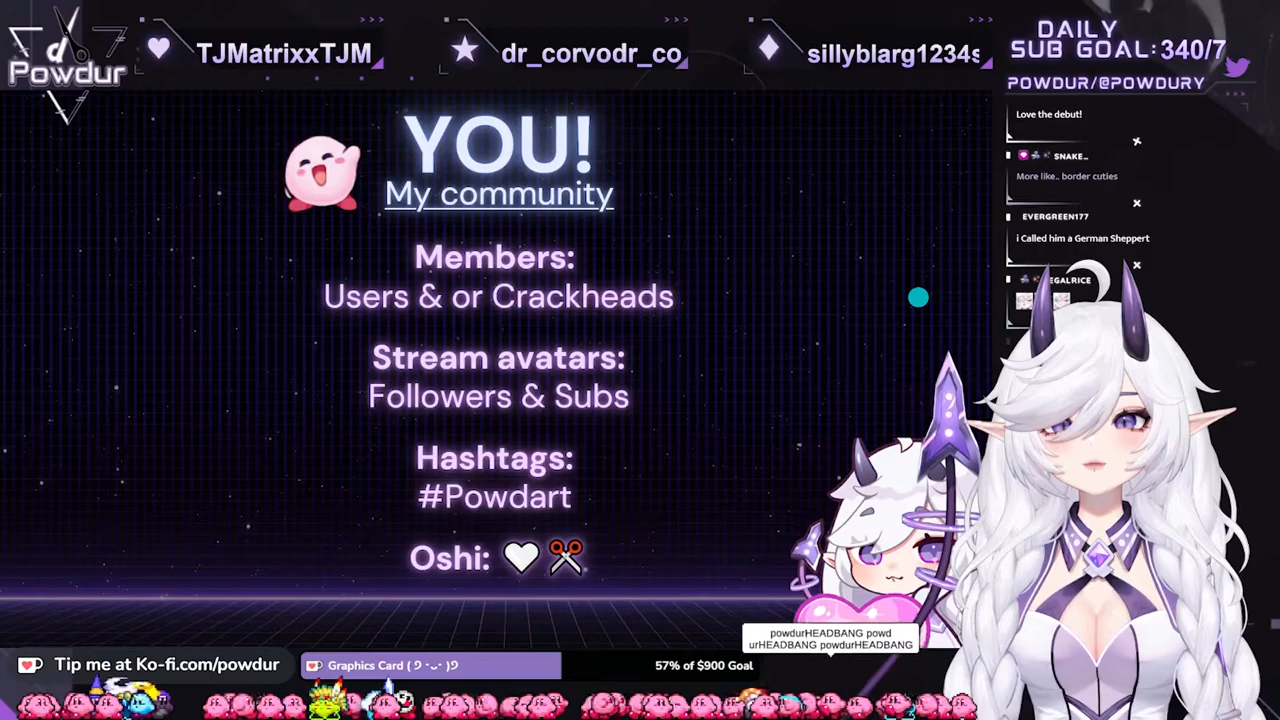 Powdur
TJMatrixxTJM
dr_corvodr_co
sillyblarg1234s
DAILY
SUB GOAL: 340/7
POWDUR/@POWDURY
YOU!
My community
Members:
Users & or Crackheads
Stream avatars:
Followers & Subs
Hashtags:
#Powdart
Oshi:
Love the debut!
SNAKE..
More like.. border cuties
EVERGREEN177
i Called him a German Sheppert
EGALRICE
powdurHEADBANG powd
urHEADBANG powdurHEADBANG
Tip me at Ko-fi.com/powdur
Graphics Card
57% of $900 Goal